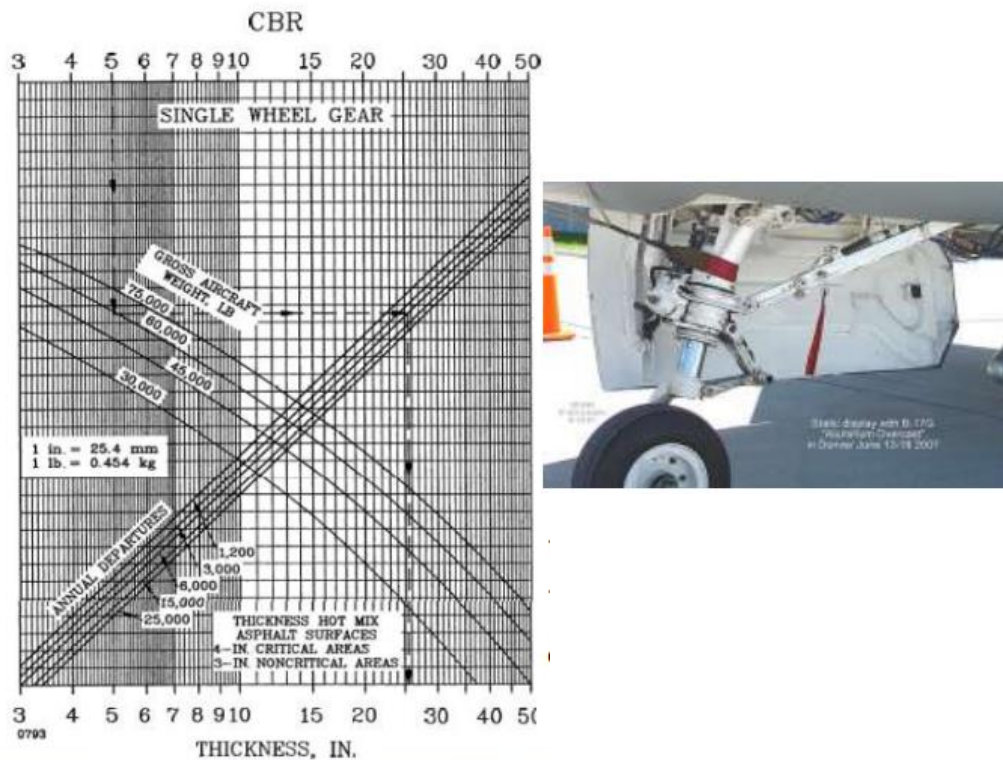 CBR
3 4 5 6 7 8 9 10 15 20 30 40 50
SINGLE WHEEL GEAR
GROSS AIRCRAFT
WEIGHT, LB
75,000
60,000
45,000
30,000
1 in. = 25.4 mm
1 lb. = 0.454 kg
ANNUAL DEPARTURES
1,200
3,000
6,000
15,000
25,000
THICKNESS HOT MIX
ASPHALT SURFACES
4-IN. CRITICAL AREAS
3-IN. NONCRITICAL AREAS
3 4 5 6 7 8 9 10 15 20 30 40 50
0793
THICKNESS, IN.
Static display with B-17G
in Denver June 13-18 2007